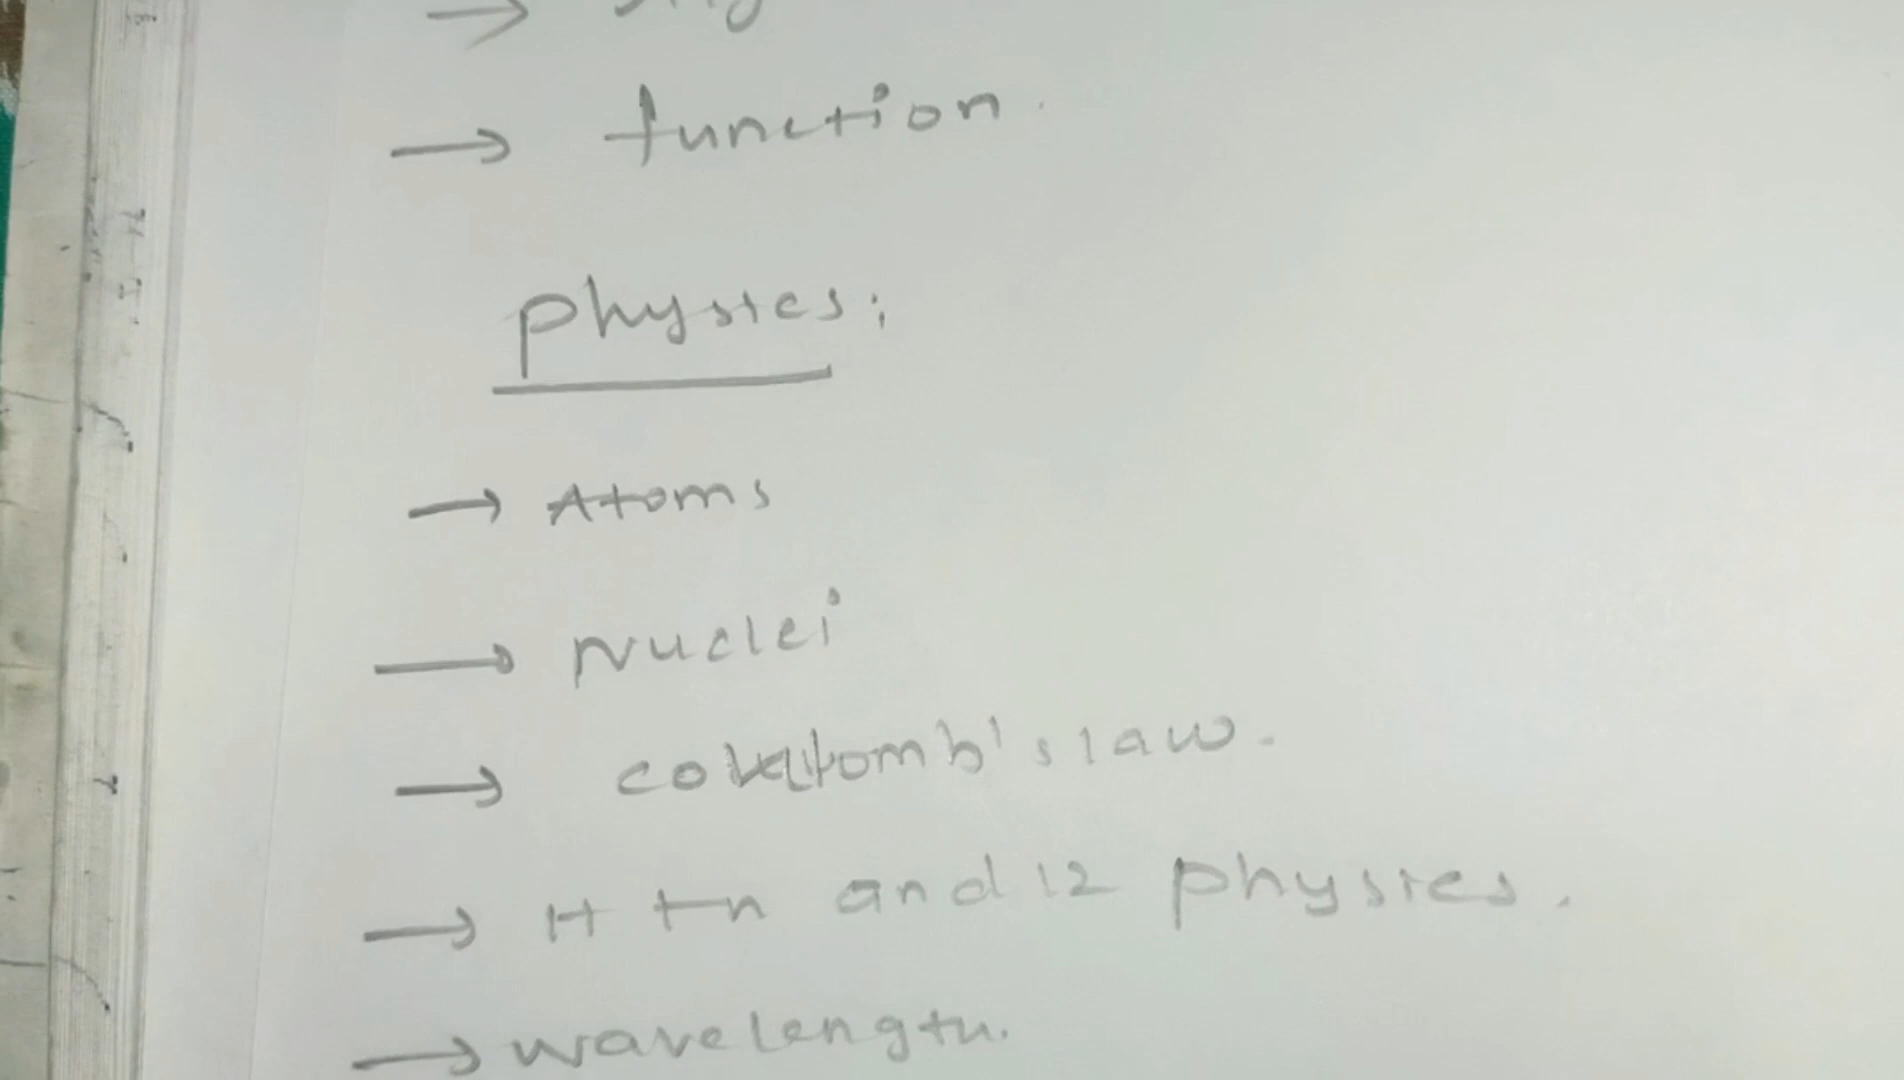 → function.
Physics:
→ Atoms
→ Nuclei
→ coulomb's law.
→ 11 th and 12 physics.
→ wavelength.